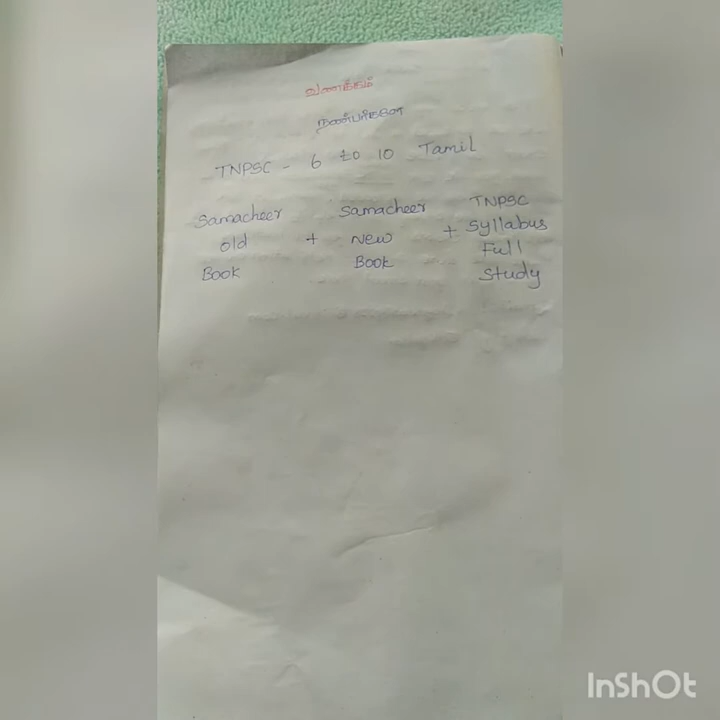 வணக்கம்
நண்பர்களே
TNPSC - 6 to 10 Tamil
Samacheer Samacheer TNPSC
old + New + Syllabus
Book Book Full
Study
InShOt